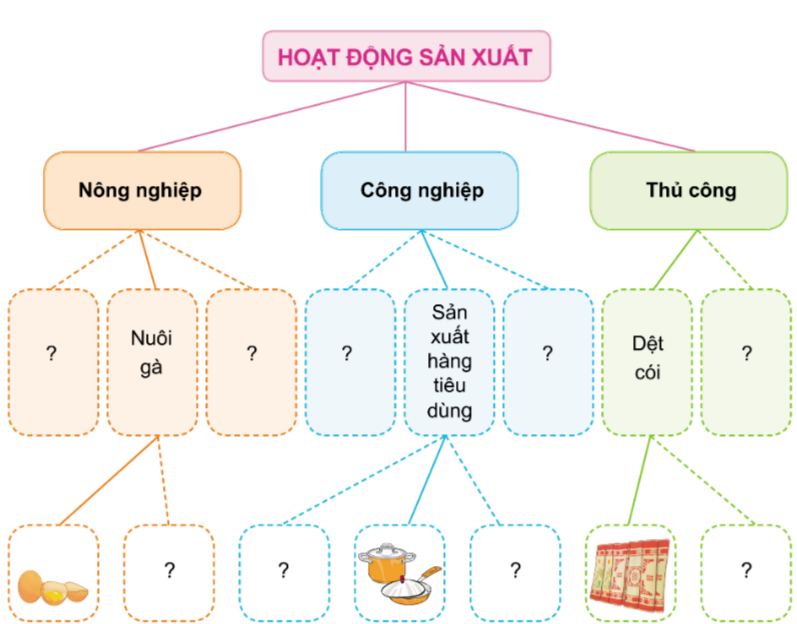 HOẠT ĐỘNG SẢN XUẤT
Nông nghiệp
Công nghiệp
Thủ công
?
Nuôi
gà
?
?
Sản
xuất
hàng
tiêu
dùng
?
Dệt
cói
?
?
?
?
?